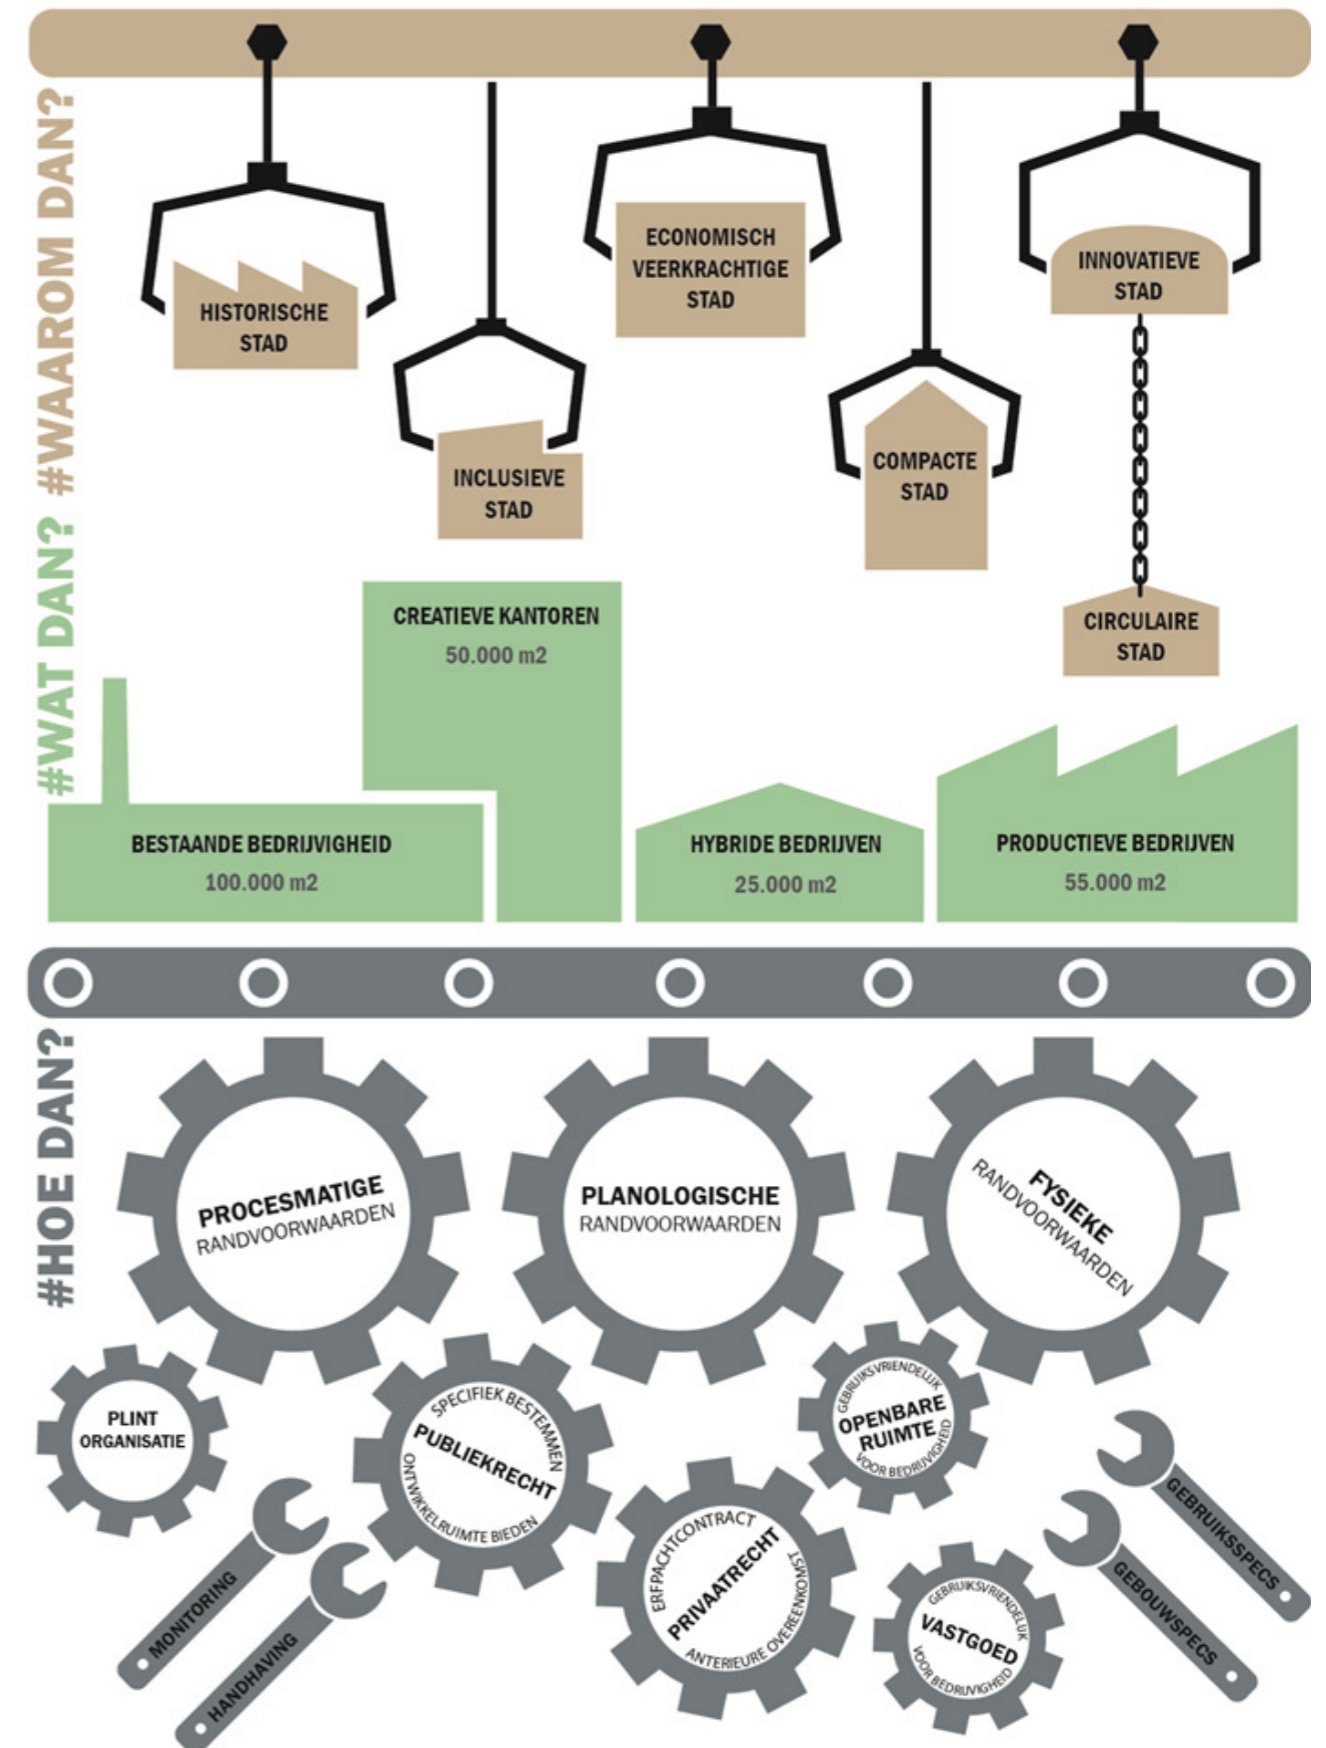 #WAAROM DAN?
HISTORISCHE
STAD
INCLUSIEVE
STAD
ECONOMISCH
VEERKRACHTIGE
STAD
COMPACTE
STAD
INNOVATIEVE
STAD
CIRCULAIRE
STAD
#WAT DAN?
BESTAANDE BEDRIJVIGHEID
100.000 m2
CREATIEVE KANTOREN
50.000 m2
HYBRIDE BEDRIJVEN
25.000 m2
PRODUCTIEVE BEDRIJVEN
55.000 m2
#HOE DAN?
PROCESMATIGE
RANDVOORWAARDEN
PLANOLOGISCHE
RANDVOORWAARDEN
FYSIEKE
RANDVOORWAARDEN
PLINT
ORGANISATIE
MONITORING
HANDHAVING
SPECIFIEK BESTEMMEN
PUBLIEKRECHT
ONTWIKKELRUIMTE BIEDEN
ERFPACHTCONTRACT
PRIVAATRECHT
ANTERIEURE OVEREENKOMST
GEBRUIKSVRIENDELIJK
OPENBARE
RUIMTE
VOOR BEDRIJVIGHEID
GEBRUIKSVRIENDELIJK
VASTGOED
VOOR BEDRIJVIGHEID
GEBRUIKSSPECS
GEBOUWSPECS